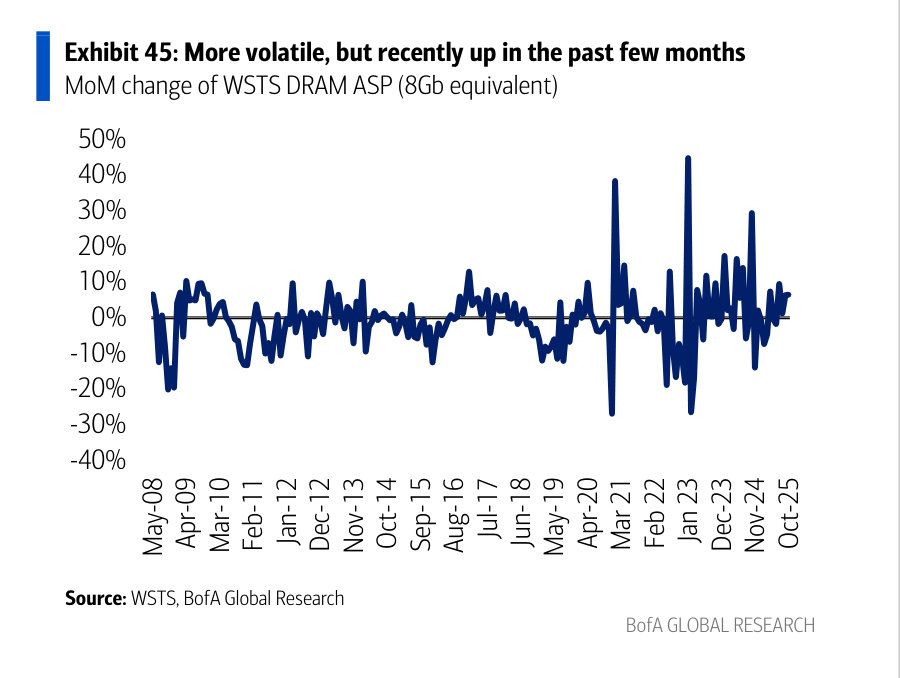 Exhibit 45: More volatile, but recently up in the past few months
MoM change of WSTS DRAM ASP (8Gb equivalent)
50%
40%
30%
20%
10%
0%
-10%
-20%
-30%
-40%
May-08
Apr-09
Mar-10
Feb- 11
Jan- 12
Dec-12
Nov- 13
Oct-14
Sep-15
Aug- 16
Jul-17
Jun- 18
May- 19
Apr-20
Mar 21
Feb 22
Jan 23
Dec-23
Nov-24
Oct-25
Source: WSTS, BofA Global Research
BofA GLOBAL RESEARCH